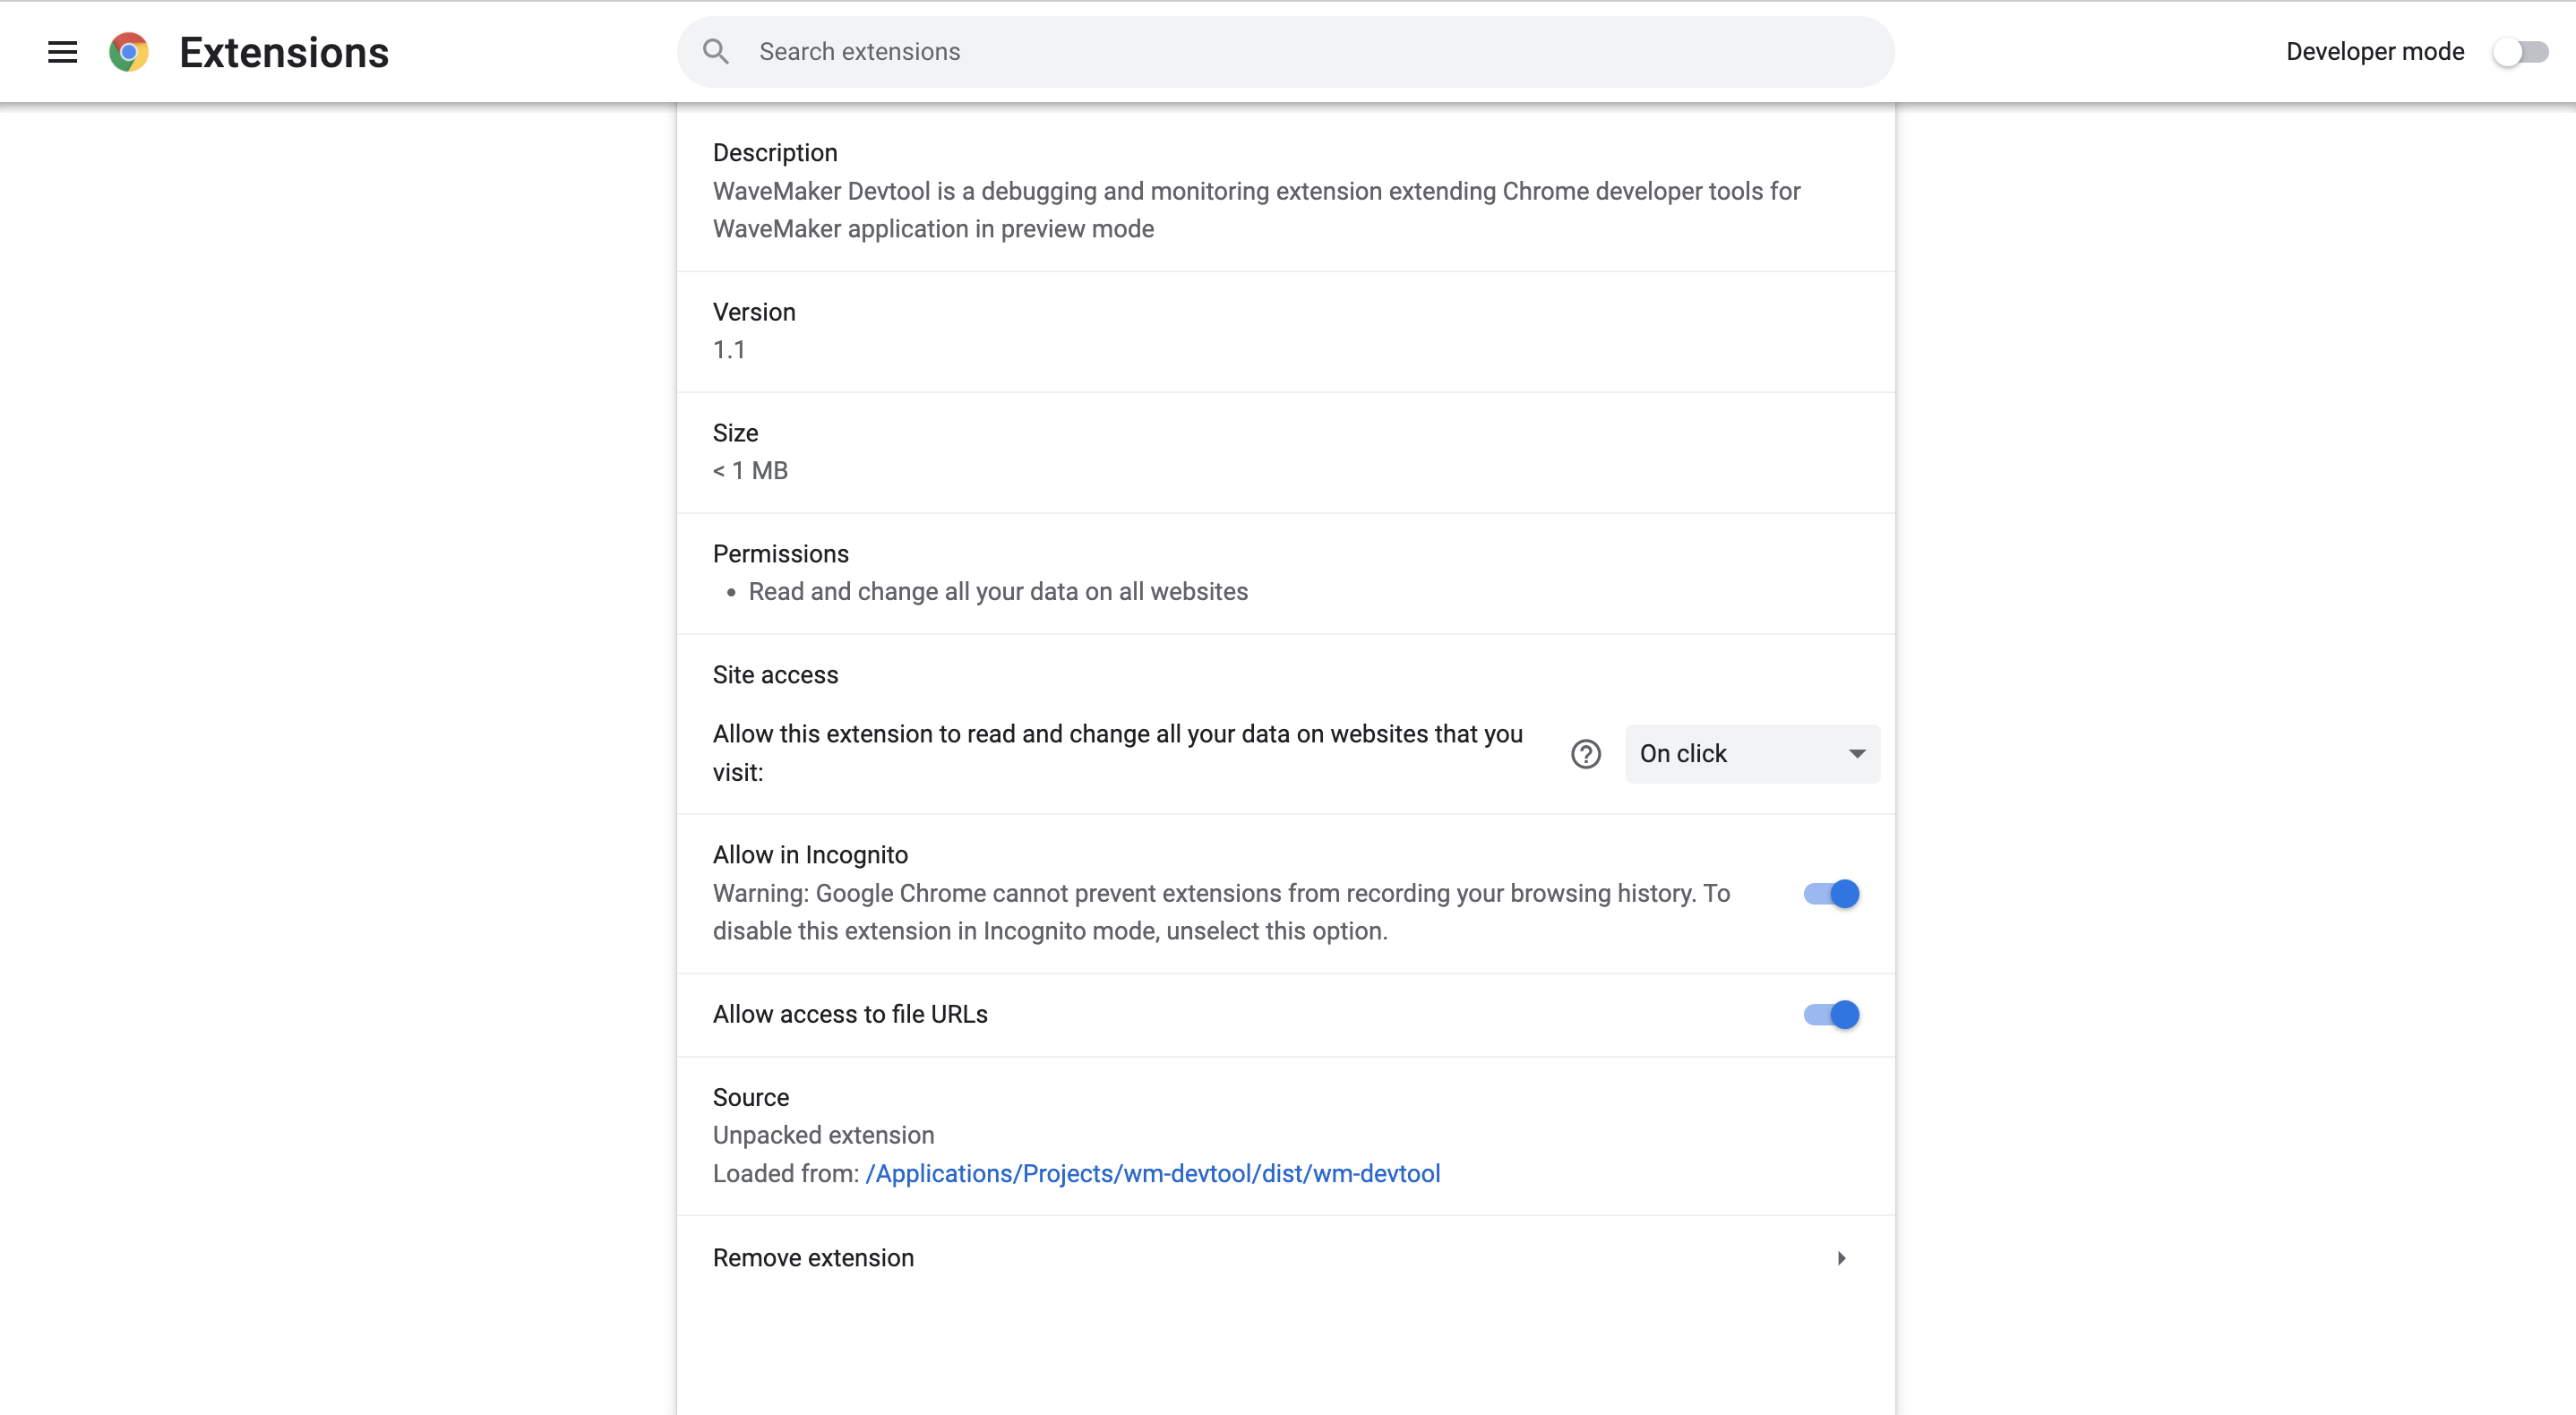 Extensions
Search extensions
Developer mode
Description
WaveMaker Devtool is a debugging and monitoring extension extending Chrome developer tools for
WaveMaker application in preview mode
Version
1.1
Size
< 1 MB
Permissions
• Read and change all your data on all websites
Site access
Allow this extension to read and change all your data on websites that you
visit:
On click
Allow in Incognito
Warning: Google Chrome cannot prevent extensions from recording your browsing history. To
disable this extension in Incognito mode, unselect this option.
Allow access to file URLs
Source
Unpacked extension
Loaded from: /Applications/Projects/wm-devtool/dist/wm-devtool
Remove extension